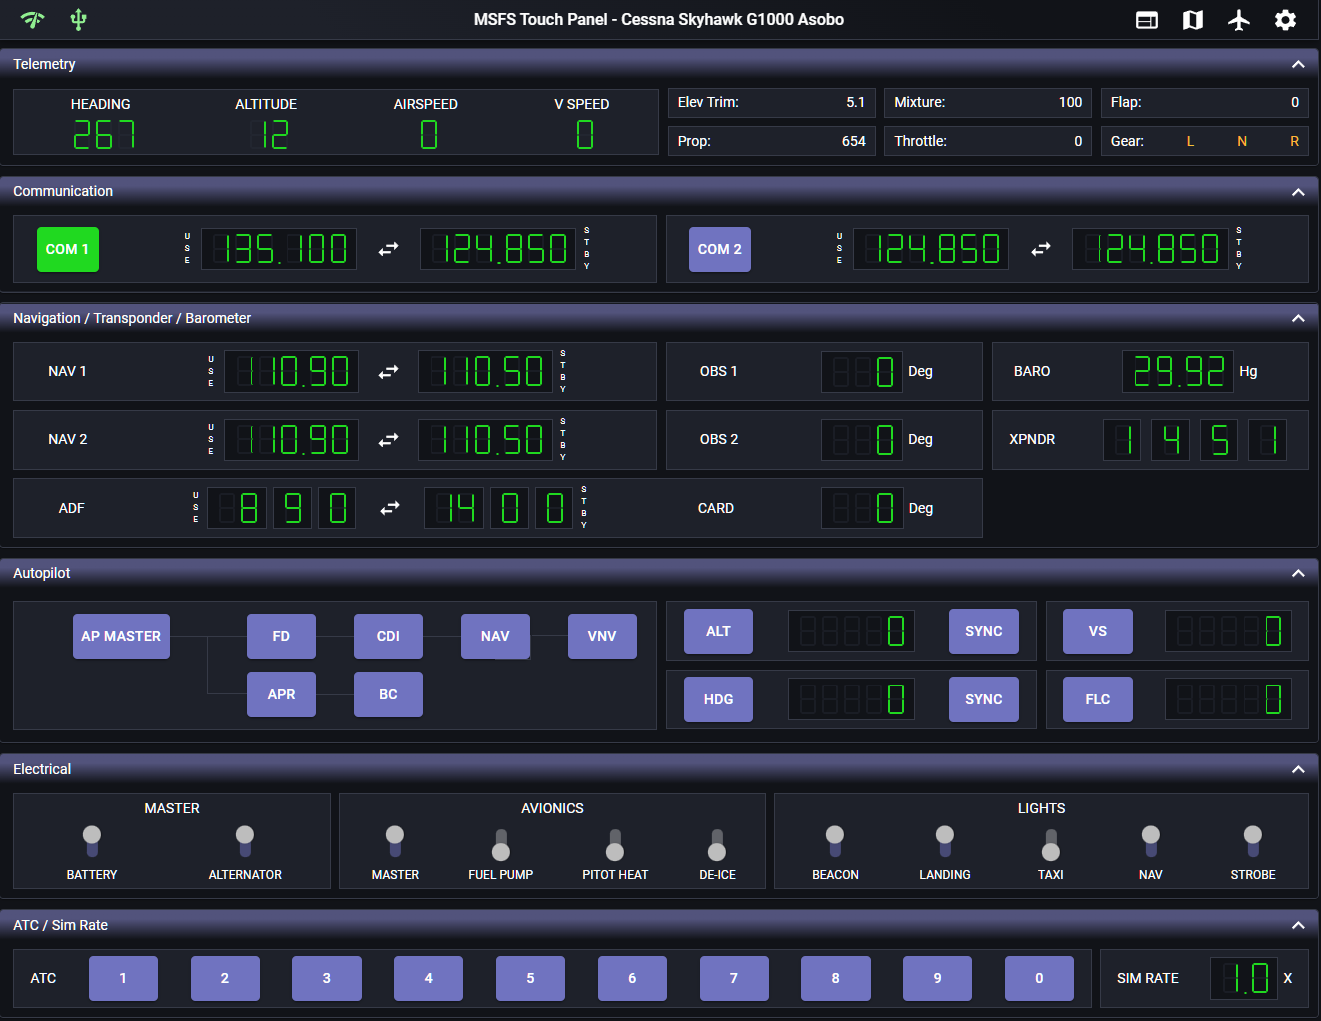 MSFS Touch Panel - Cessna Skyhawk G1000 Asobo
Telemetry
HEADING ALTITUDE AIRSPEED V SPEED
267 12 0 0
Elev Trim: 5.1 Mixture: 100 Flap: 0
Prop: 654 Throttle: 0 Gear: L N R
Communication
COM 1 USE 135.100 124.850 STBY COM 2 USE 124.850 124.850 STBY
Navigation / Transponder / Barometer
NAV 1 USE 110.90 110.50 STBY OBS 1 0 Deg BARO 29.92 Hg
NAV 2 USE 110.90 110.50 STBY OBS 2 0 Deg XPNDR 1 4 5 1
ADF USE 8 9 0 14 0 0 STBY CARD 0 Deg
Autopilot
AP MASTER FD CDI NAV VNV ALT 0 SYNC VS 0
APR BC HDG 0 SYNC FLC 0
Electrical
MASTER AVIONICS LIGHTS
BATTERY ALTERNATOR MASTER FUEL PUMP PITOT HEAT DE-ICE BEACON LANDING TAXI NAV STROBE
ATC / Sim Rate
ATC 1 2 3 4 5 6 7 8 9 0 SIM RATE 1.0 X